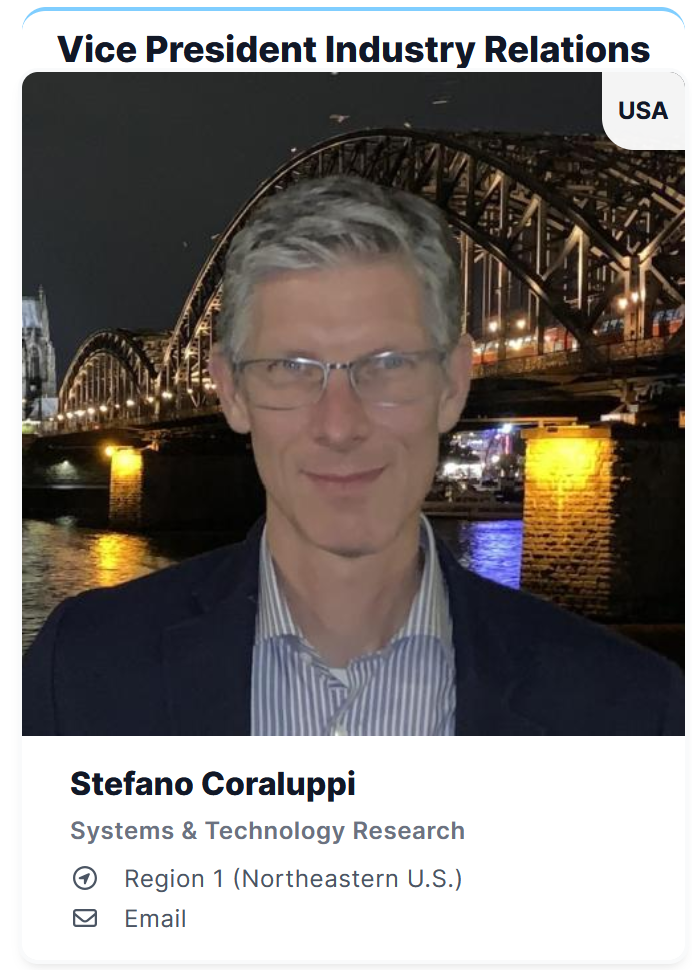 Vice President Industry Relations
USA
Stefano Coraluppi
Systems & Technology Research
Region 1 (Northeastern U.S.)
Email